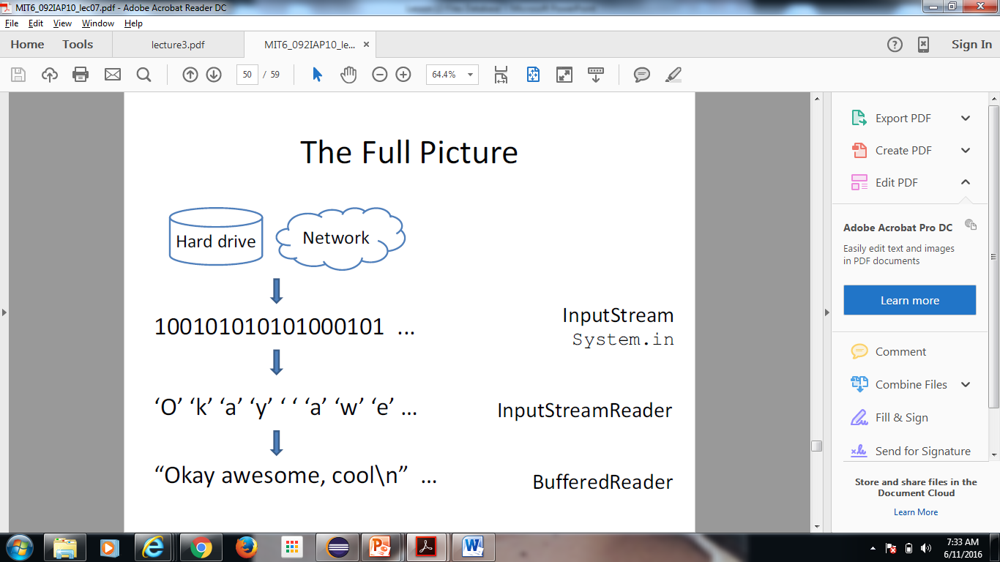 MIT6_092IAP10_lec07.pdf - Adobe Acrobat Reader DC
File Edit View Window Help
Home Tools lecture3.pdf MIT6_092IAP10_le... × Sign In
50 / 59 64.4%
The Full Picture
Hard drive Network
100101010101000101 ...
InputStream
System.in
‘O’ ‘k’ ‘a’ ‘y’ ‘ ‘ ‘a’ ‘w’ ‘e’ ...
InputStreamReader
“Okay awesome, cool\n” ...
BufferedReader
Export PDF
Create PDF
Edit PDF
Adobe Acrobat Pro DC
Easily edit text and images
in PDF documents
Learn more
Comment
Combine Files
Fill & Sign
Send for Signature
Store and share files in the
Document Cloud
Learn More
7:33 AM
6/11/2016